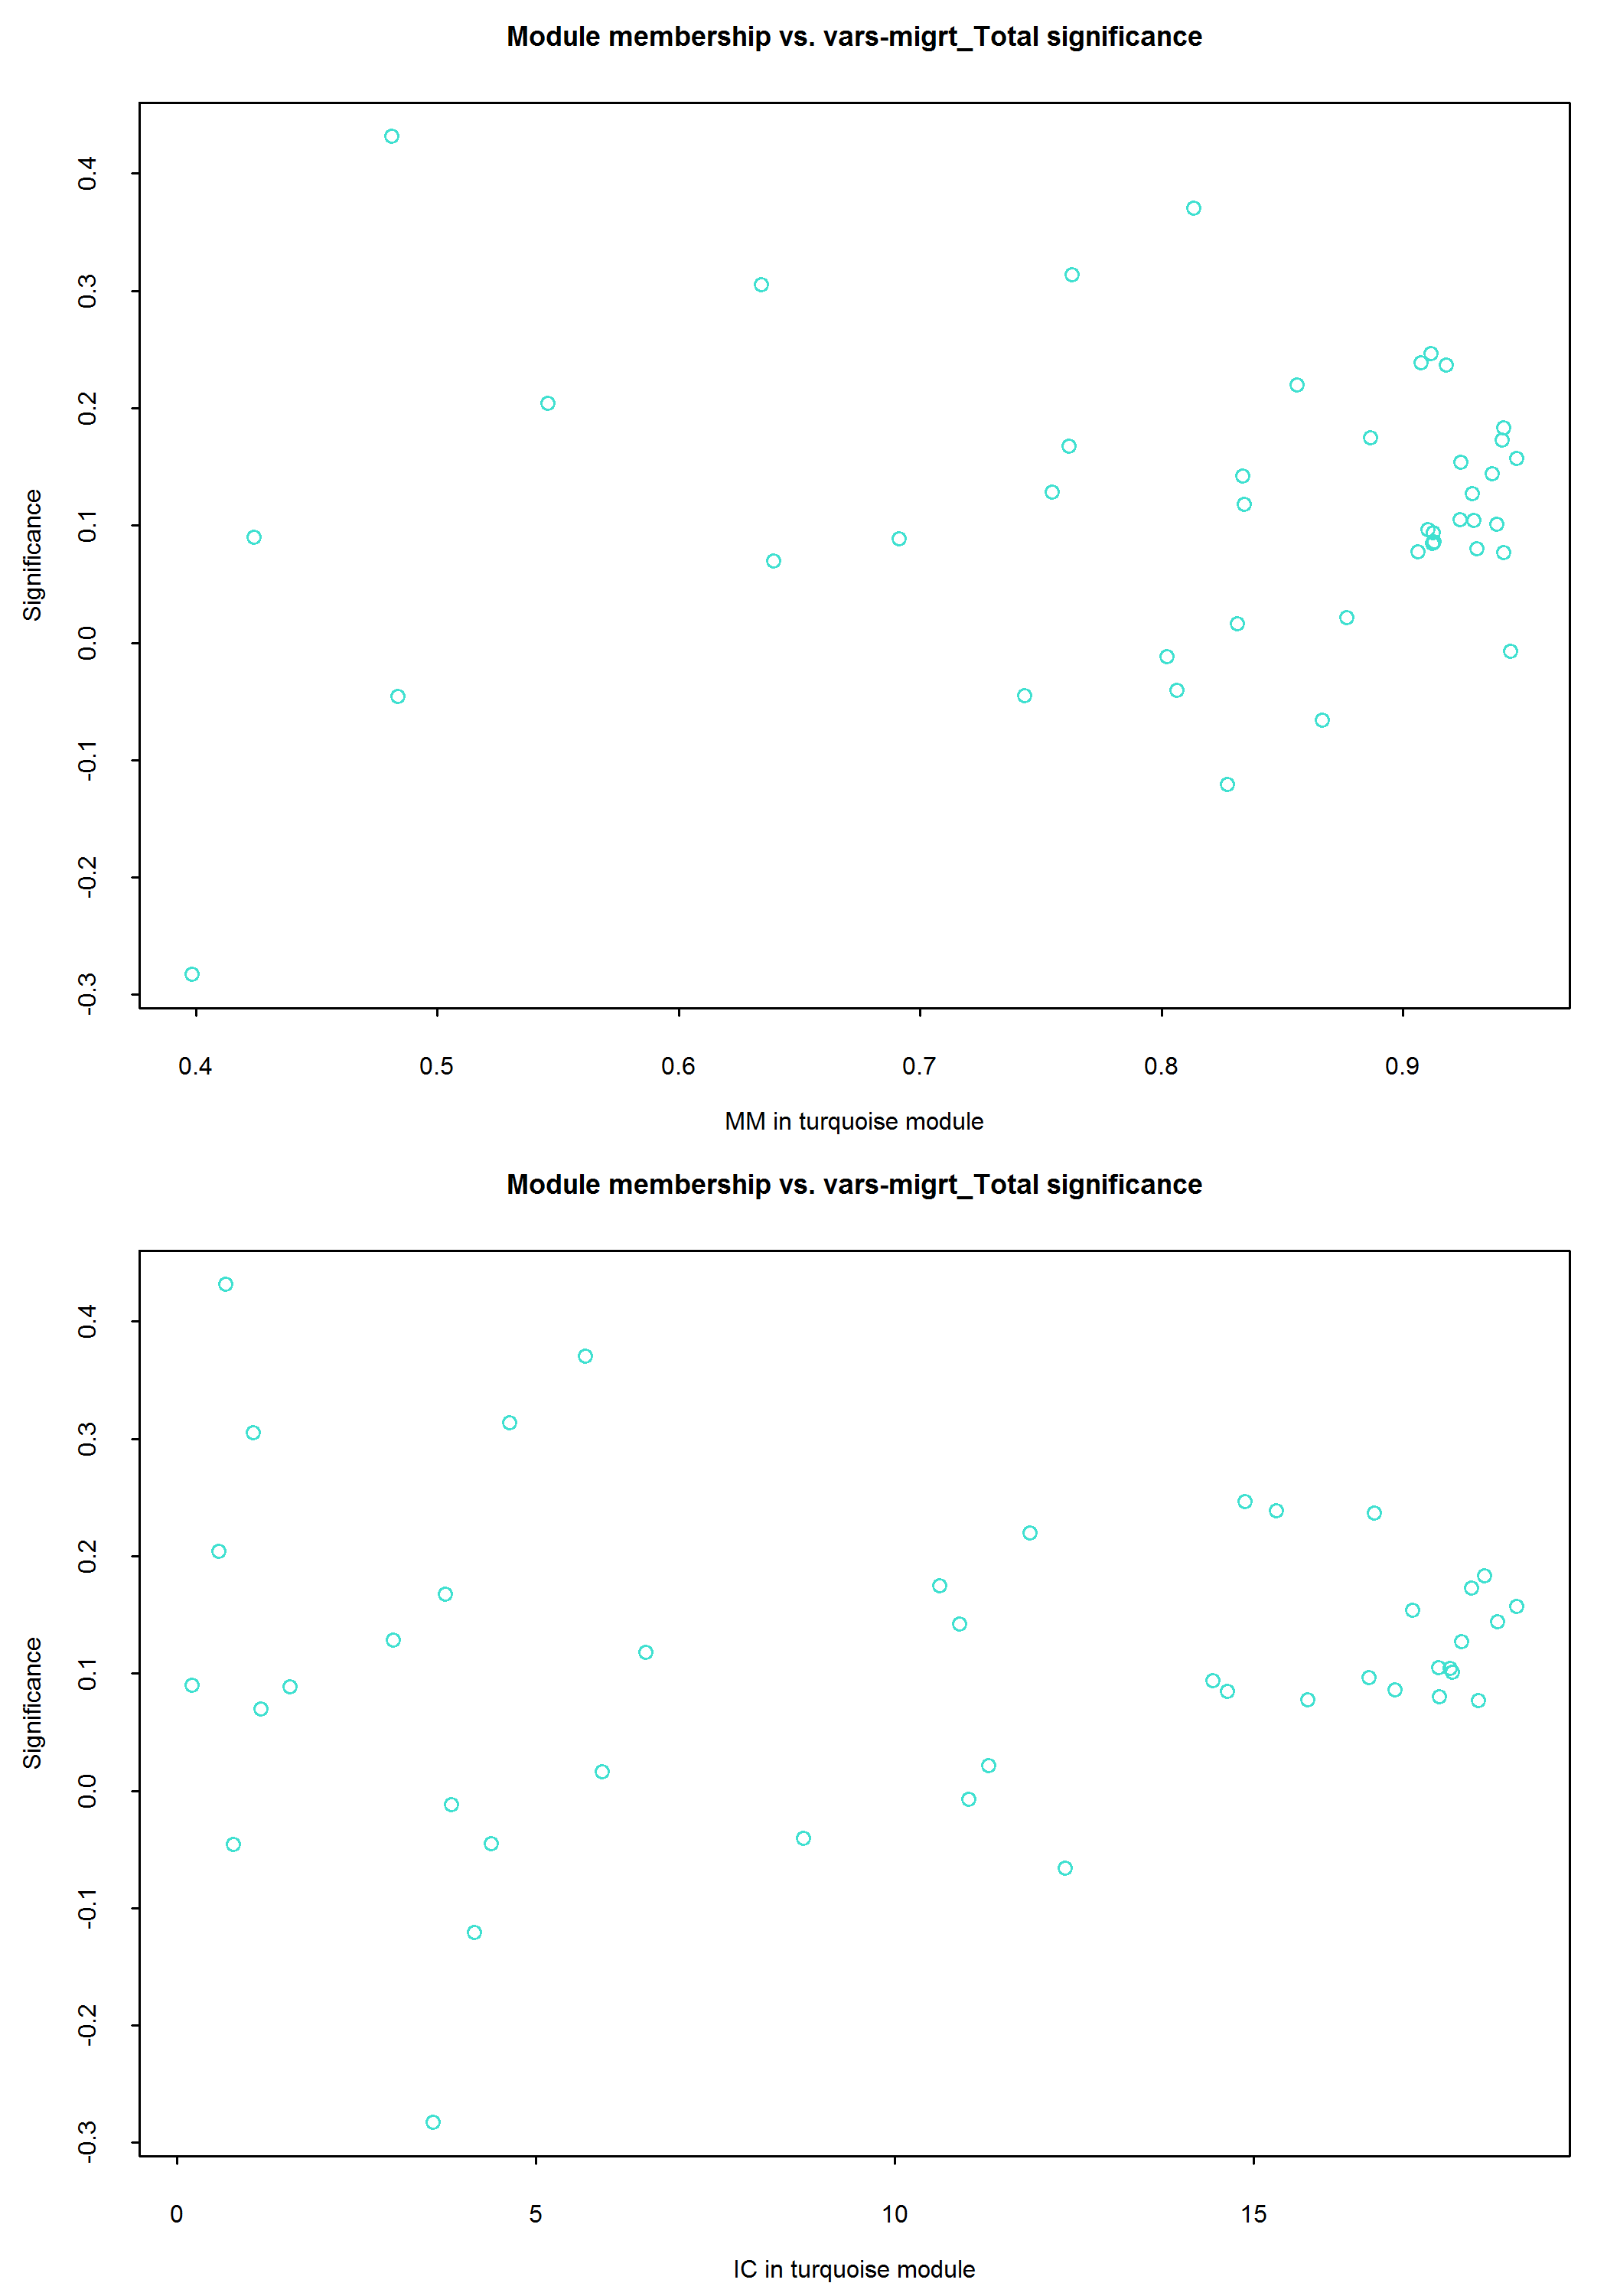 Module membership vs. vars-migrt_Total significance
Significance
0.4
0.3
0.2
0.1
0.0
-0.1
-0.2
-0.3
0.4 0.5 0.6 0.7 0.8 0.9
MM in turquoise module
Module membership vs. vars-migrt_Total significance
Significance
0.4
0.3
0.2
0.1
0.0
-0.1
-0.2
-0.3
0 5 10 15
IC in turquoise module